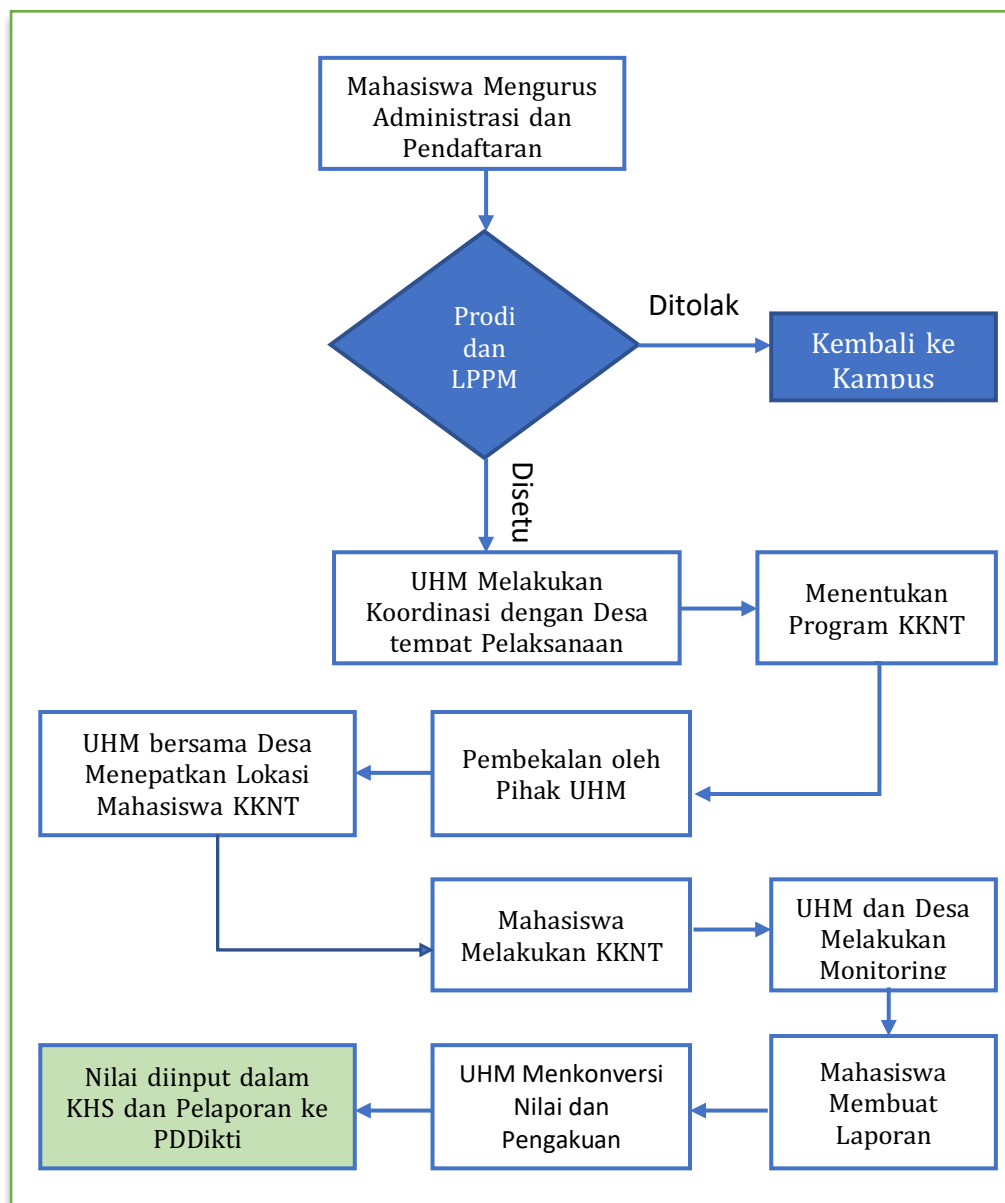 Mahasiswa Mengurus
Administrasi dan
Pendaftaran
Prodi
dan
LPPM
Ditolak
Kembali ke
Kampus
Disetu
UHM Melakukan
Koordinasi dengan Desa
tempat Pelaksanaan
Menentukan
Program KKNT
Pembekalan oleh
Pihak UHM
UHM bersama Desa
Menepatkan Lokasi
Mahasiswa KKNT
Mahasiswa
Melakukan KKNT
UHM dan Desa
Melakukan
Monitoring
Mahasiswa
Membuat
Laporan
UHM Menkonversi
Nilai dan
Pengakuan
Nilai diinput dalam
KHS dan Pelaporan ke
PDDikti